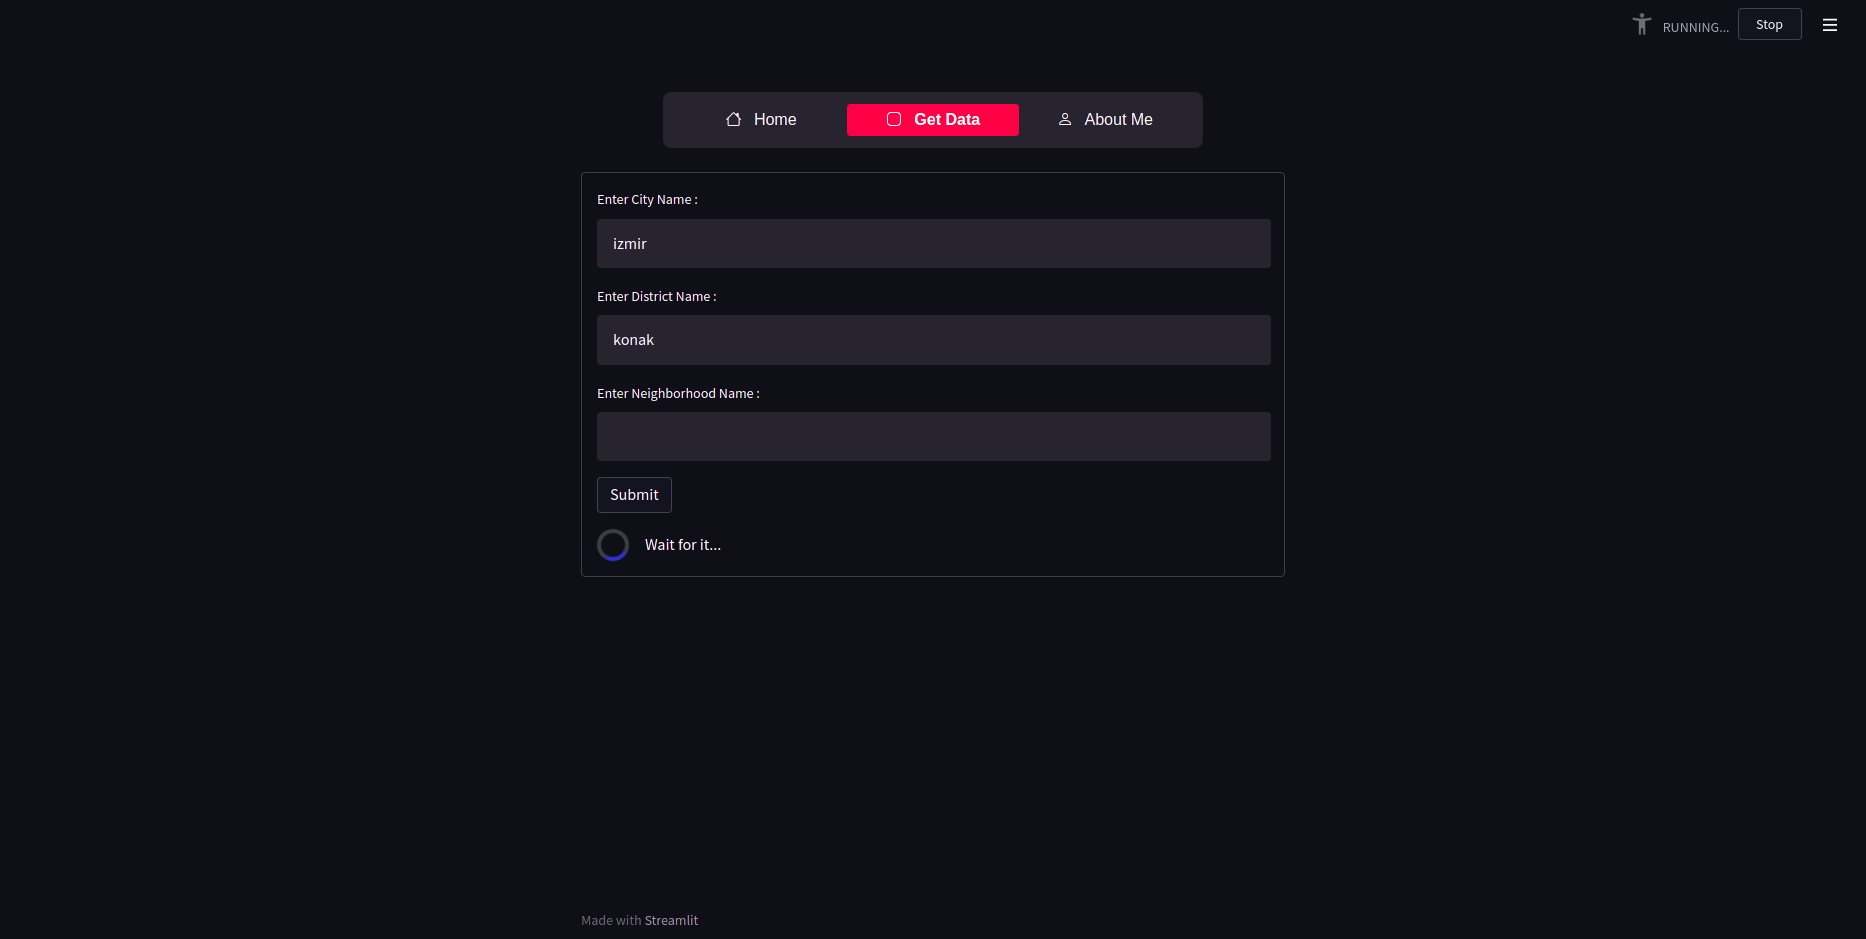 RUNNING...
Stop
Home
Get Data
About Me
Enter City Name :
izmir
Enter District Name :
konak
Enter Neighborhood Name :
Submit
Wait for it...
Made with Streamlit